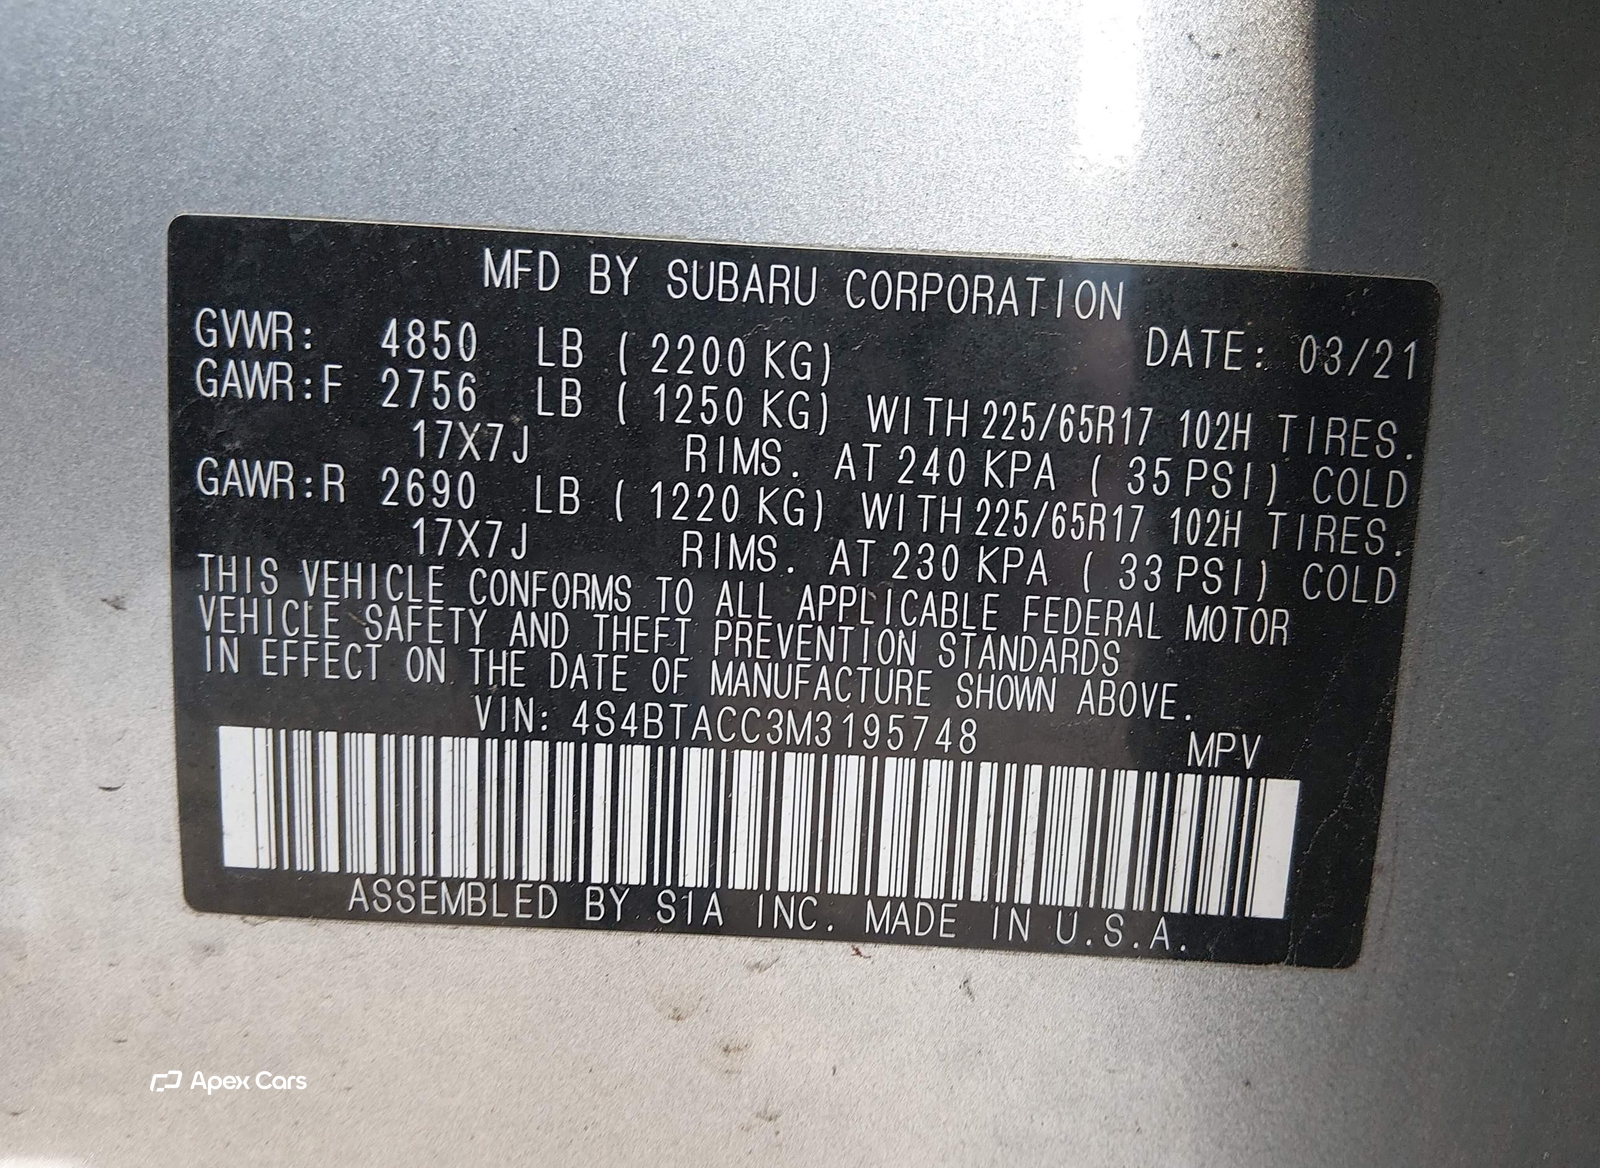 MFD BY SUBARU CORPORATION
GVWR: 4850 LB ( 2200 KG) DATE: 03/21
GAWR:F 2756 LB ( 1250 KG) WITH 225/65R17 102H TIRES.
17X7J RIMS. AT 240 KPA ( 35 PSI) COLD
GAWR:R 2690 LB ( 1220 KG) WITH 225/65R17 102H TIRES.
17X7J RIMS. AT 230 KPA ( 33 PSI) COLD
THIS VEHICLE CONFORMS TO ALL APPLICABLE FEDERAL MOTOR
VEHICLE SAFETY AND THEFT PREVENTION STANDARDS
IN EFFECT ON THE DATE OF MANUFACTURE SHOWN ABOVE.
VIN: 4S4BTACC3M3195748 MPV
ASSEMBLED BY SIA INC. MADE IN U.S.A.
Apex Cars